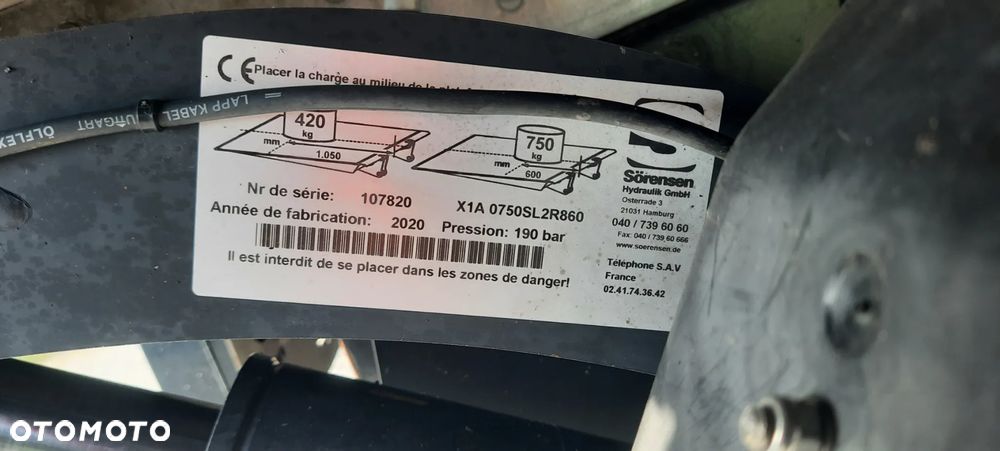 CE Placer la charge au milieu de la
420
kg
mm
1.050
750
kg
mm
600
Nr de série: 107820 X1A 0750SL2R860
Année de fabrication: 2020 Pression: 190 bar
Il est interdit de se placer dans les zones de danger!
S
Sörensen
Hydraulik GmbH
Osterrade 3
21031 Hamburg
040 / 739 60 60
Fax: 040 / 739 60 666
www.soerensen.de
Téléphone S.A.V
France
02.41.74.36.42
LAPP KABEL
ÖLFLEX
OTOMOTO